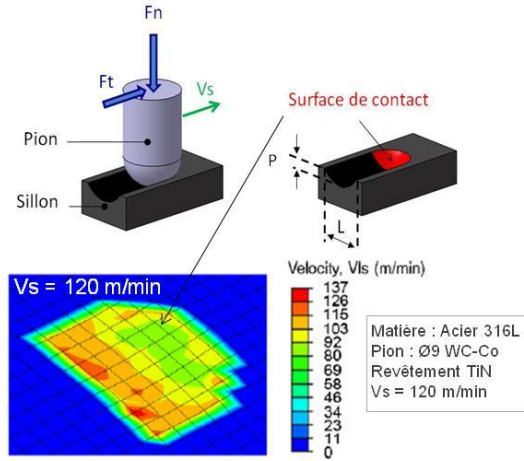 Fn
Ft
Vs
Pion
Sillon
Surface de contact
P
L
Vs = 120 m/min
Velocity, Vls (m/min)
137
126
115
103
92
80
69
58
46
34
23
11
0
Matière : Acier 316L
Pion : Ø9 WC-Co
Revêtement TiN
Vs = 120 m/min